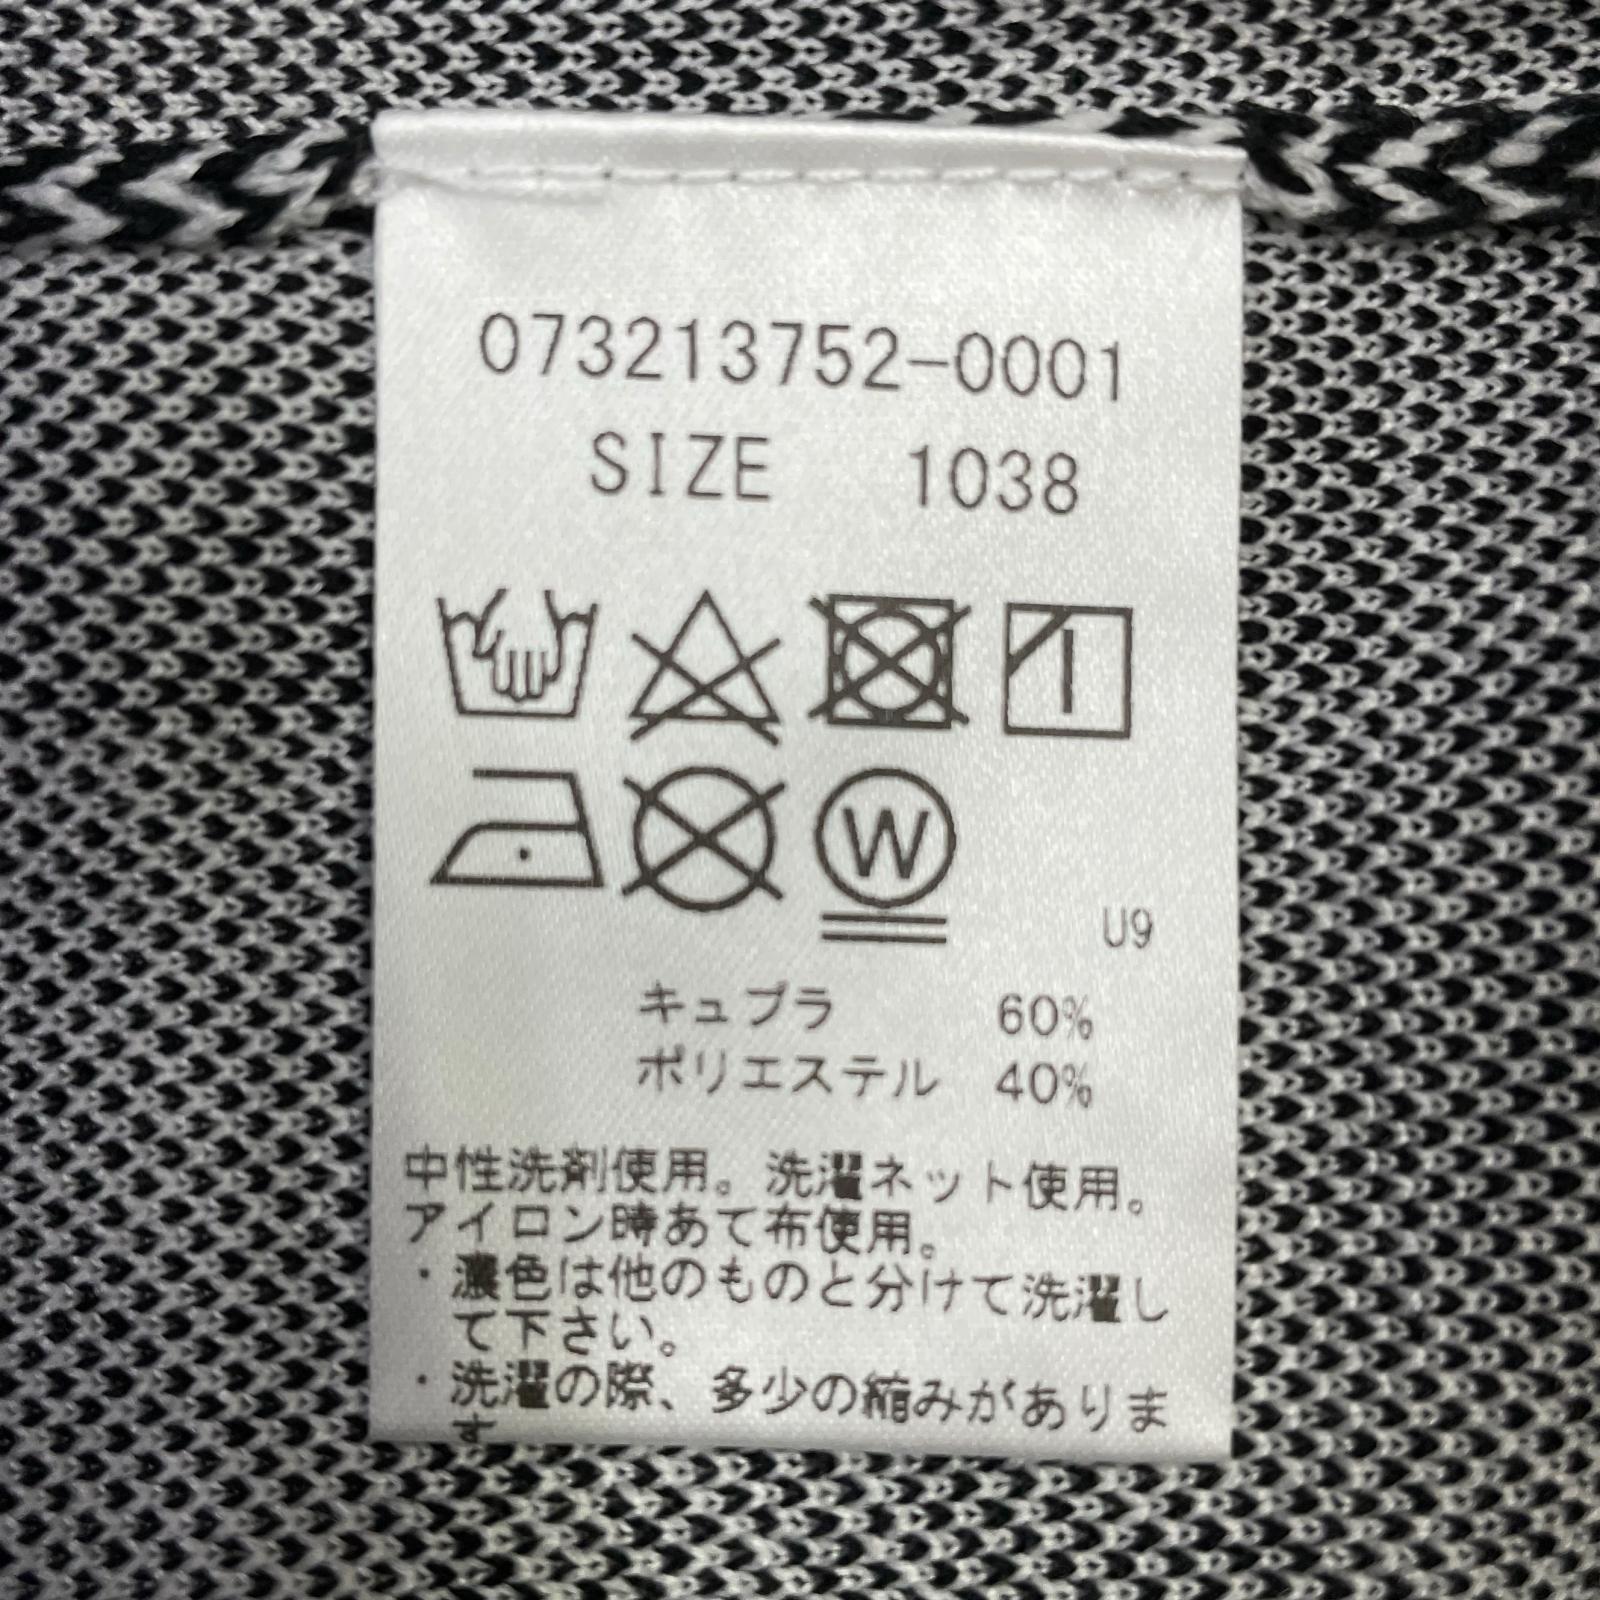 073213752-0001
SIZE 1038
W
U9
キュプラ 60%
ポリエステル 40%
中性洗剤使用。洗濯ネット使用。
アイロン時あて布使用。
・濃色は他のものと分けて洗濯し
て下さい。
・洗濯の際、多少の縮みがありま
す